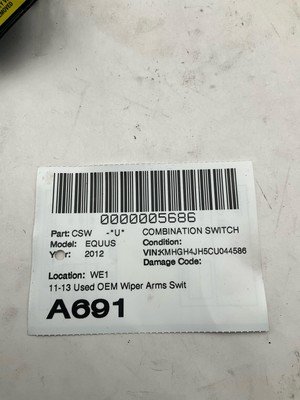 REMOVED
0000005686
Part: CSW -*U* COMBINATION SWITCH
Model: EQUUS Condition:
Year: 2012 VIN:KMHGH4JH5CU044586
Damage Code:
Location: WE1
11-13 Used OEM Wiper Arms Swit
A691